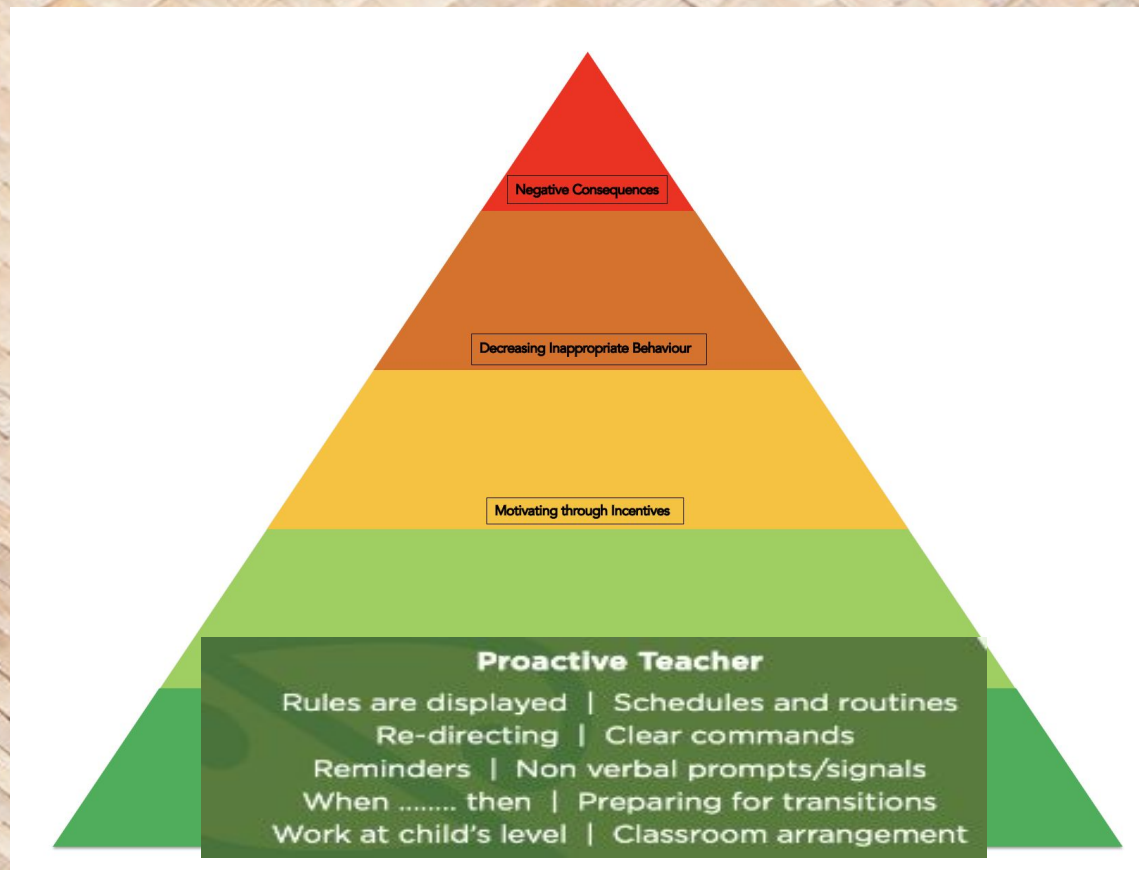 Negative Consequences
Decreasing Inappropriate Behaviour
Motivating through Incentives
Proactive Teacher
Rules are displayed | Schedules and routines
Re-directing | Clear commands
Reminders | Non verbal prompts/signals
When ........ then | Preparing for transitions
Work at child's level | Classroom arrangement